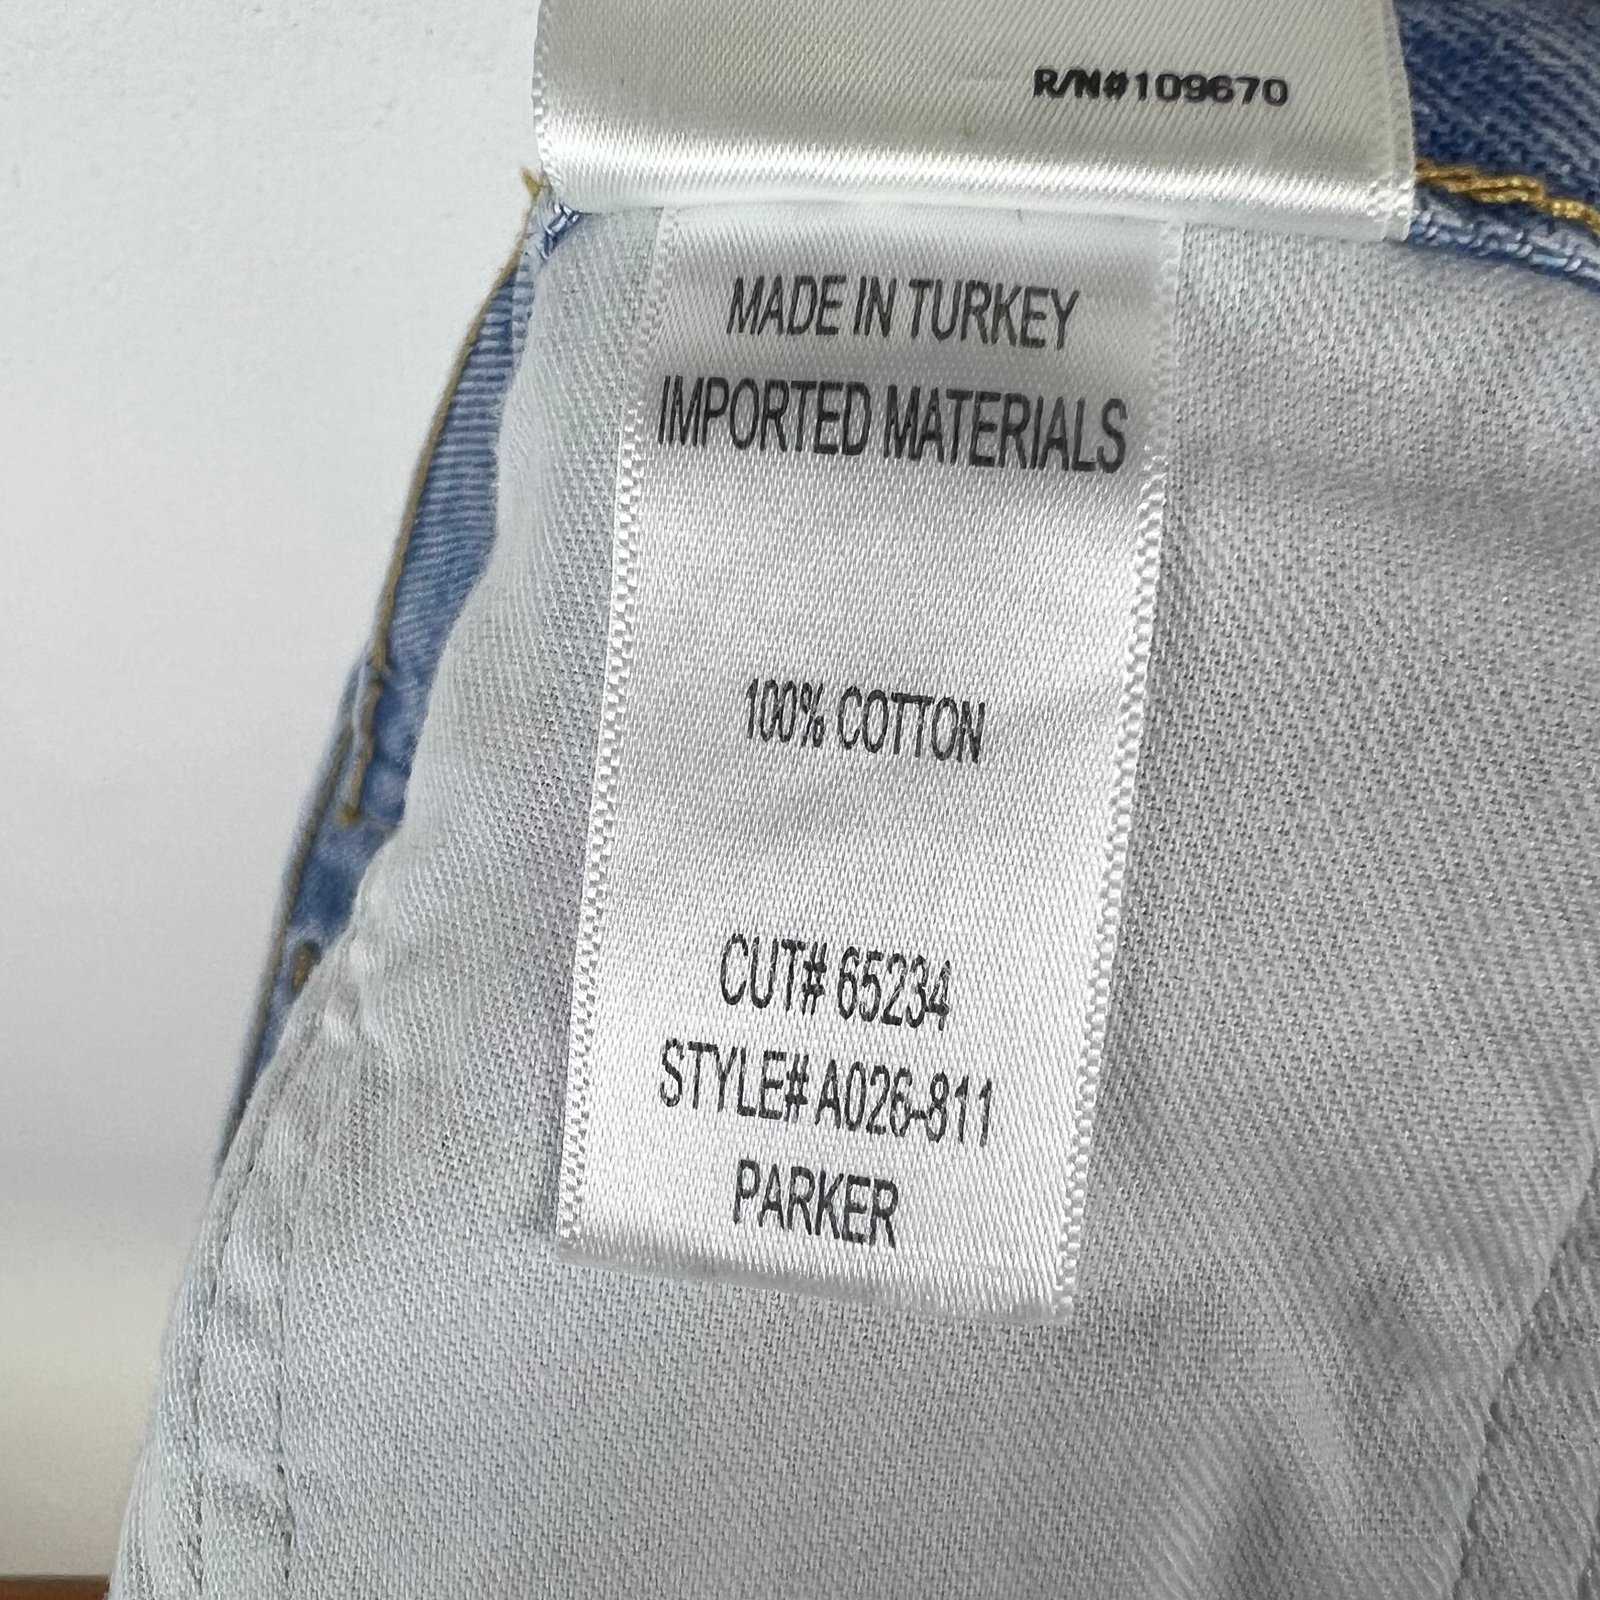 R/N#109670
MADE IN TURKEY
IMPORTED MATERIALS
100% COTTON
CUT# 65234
STYLE# A026-811
PARKER